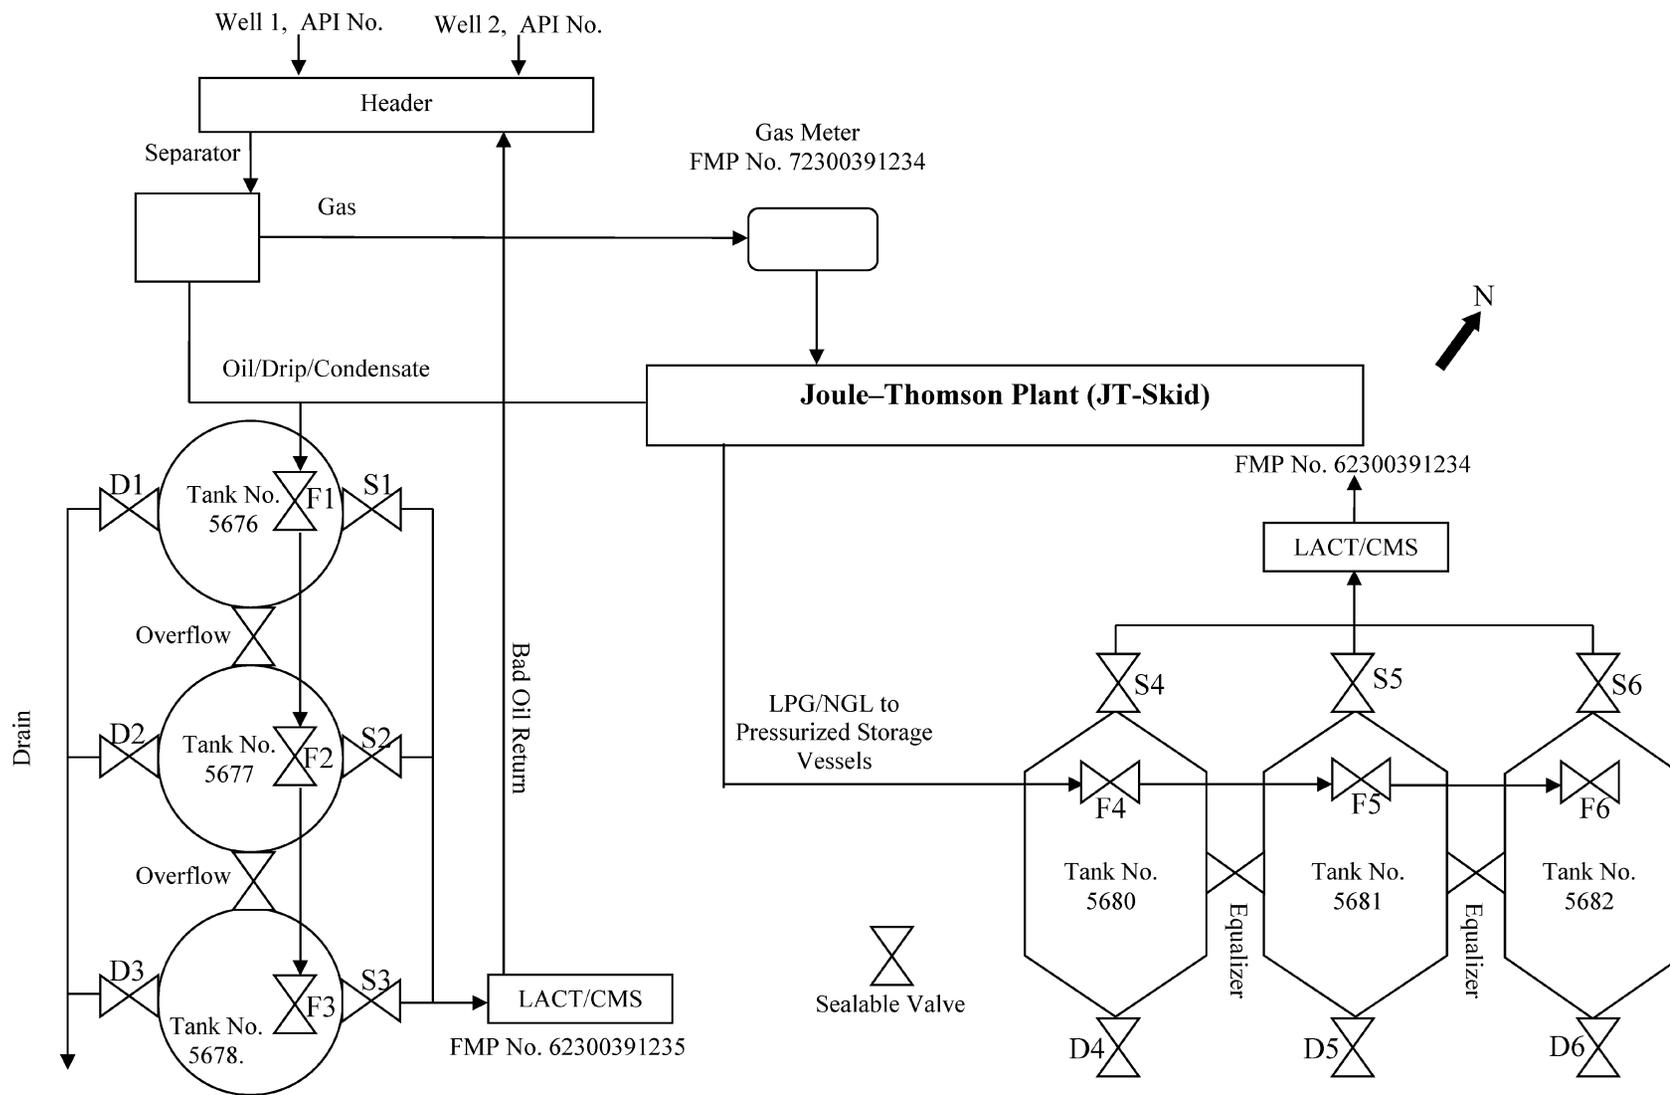 Well 1,  API No.
Well 2,  API No.
Header
Separator
Gas Meter
FMP No. 72300391234
Gas
N
Oil/Drip/Condensate
Joule–Thomson Plant (JT-Skid)
FMP No. 62300391234
D1
Tank No.
5676
F1
S1
LACT/CMS
Overflow
Bad Oil Return
S4
S5
S6
LPG/NGL to
Pressurized Storage
Vessels
Drain
D2
Tank No.
5677
F2
S2
F4
F5
F6
Overflow
Tank No.
5680
Tank No.
5681
Tank No.
5682
Equalizer
Equalizer
D3
Tank No.
5678.
F3
S3
LACT/CMS
FMP No. 62300391235
Sealable Valve
D4
D5
D6